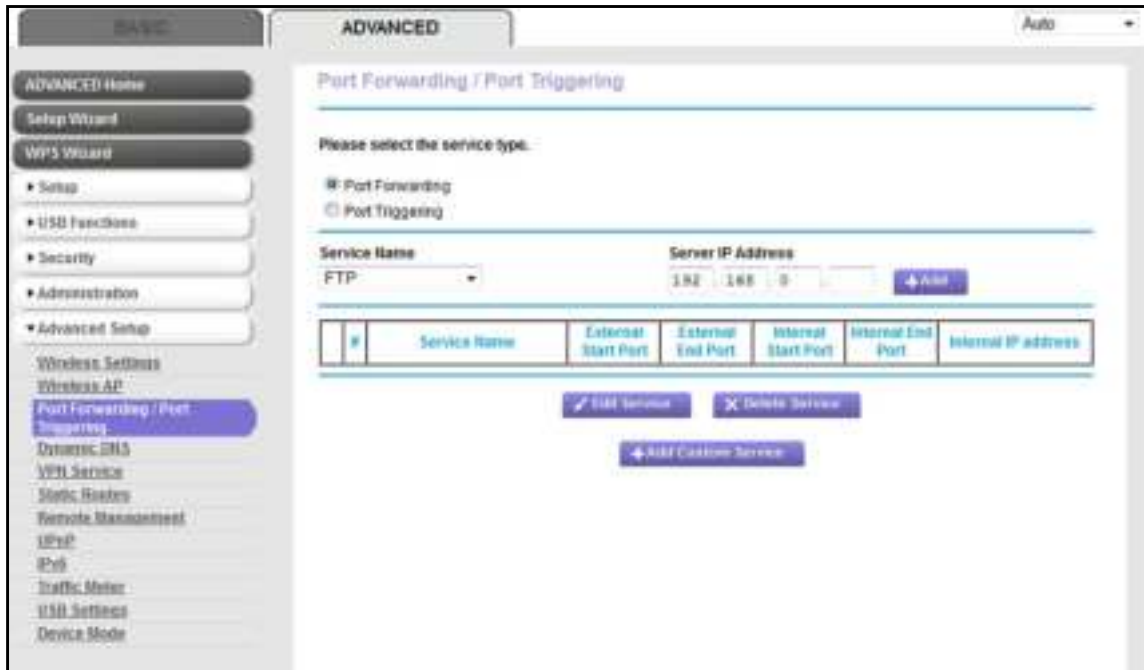 BASIC
ADVANCED
Auto
ADVANCED Home
Setup Wizard
WPS Wizard
Setup
USB Functions
Security
Administration
Advanced Setup
Wireless Settings
Wireless AP
Port Forwarding / Port
Triggering
Dynamic DNS
VPN Service
Static Routes
Remote Management
UPnP
IPv6
Traffic Meter
USB Settings
Device Mode
Port Forwarding / Port Triggering
Please select the service type.
Port Forwarding
Port Triggering
Service Name
Server IP Address
FTP
192 . 168 . 0 .
+Add
# Service Name External Start Port External End Port Internal Start Port Internal End Port Internal IP address
Edit Service
X Delete Service
+Add Custom Service